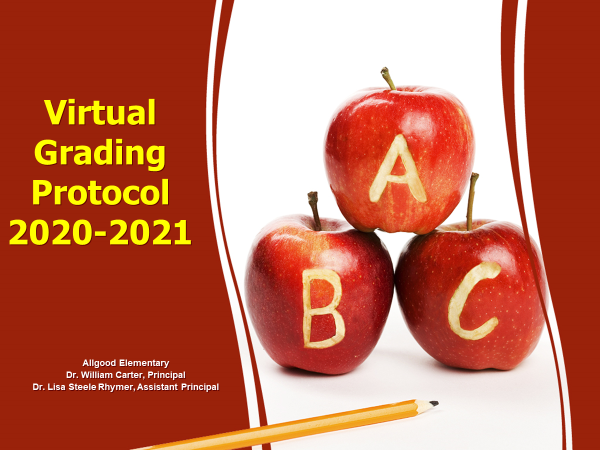 Virtual
Grading
Protocol
2020-2021
A
B
C
Allgood Elementary
Dr. William Carter, Principal
Dr. Lisa Steele Rhymer, Assistant Principal